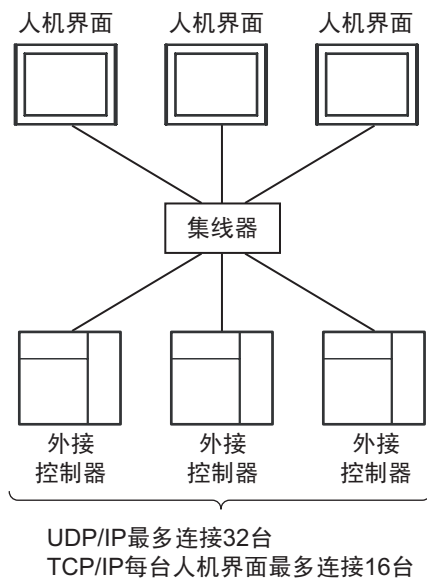 人机界面 人机界面 人机界面
集线器
外接 外接 外接
控制器 控制器 控制器
UDP/IP最多连接32台
TCP/IP每台人机界面最多连接16台